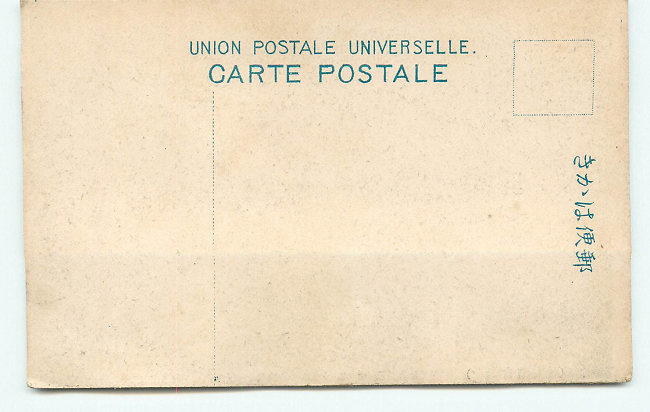 UNION POSTALE UNIVERSELLE.
CARTE POSTALE
きかは便郵